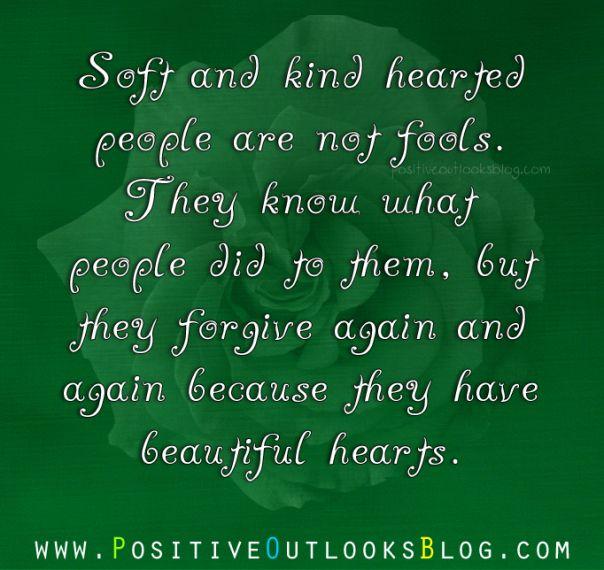 Soft and kind hearted
people are not fools.
positiveoutlooksblog.com
They know what
people did to them, but
they forgive again and
again because they have
beautiful hearts.
www.PositiveOutlooksBlog.com